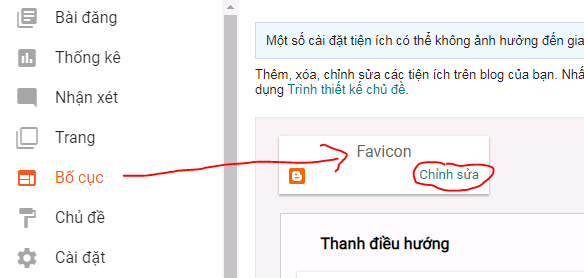 Bài đăng
Thống kê
Nhận xét
Trang
Bố cục
Chủ đề
Cài đặt
Một số cài đặt tiện ích có thể không ảnh hưởng đến gia
Thêm, xóa, chỉnh sửa các tiện ích trên blog của bạn. Nhấ
dụng Trình thiết kế chủ đề.
Favicon
Chỉnh sửa
Thanh điều hướng